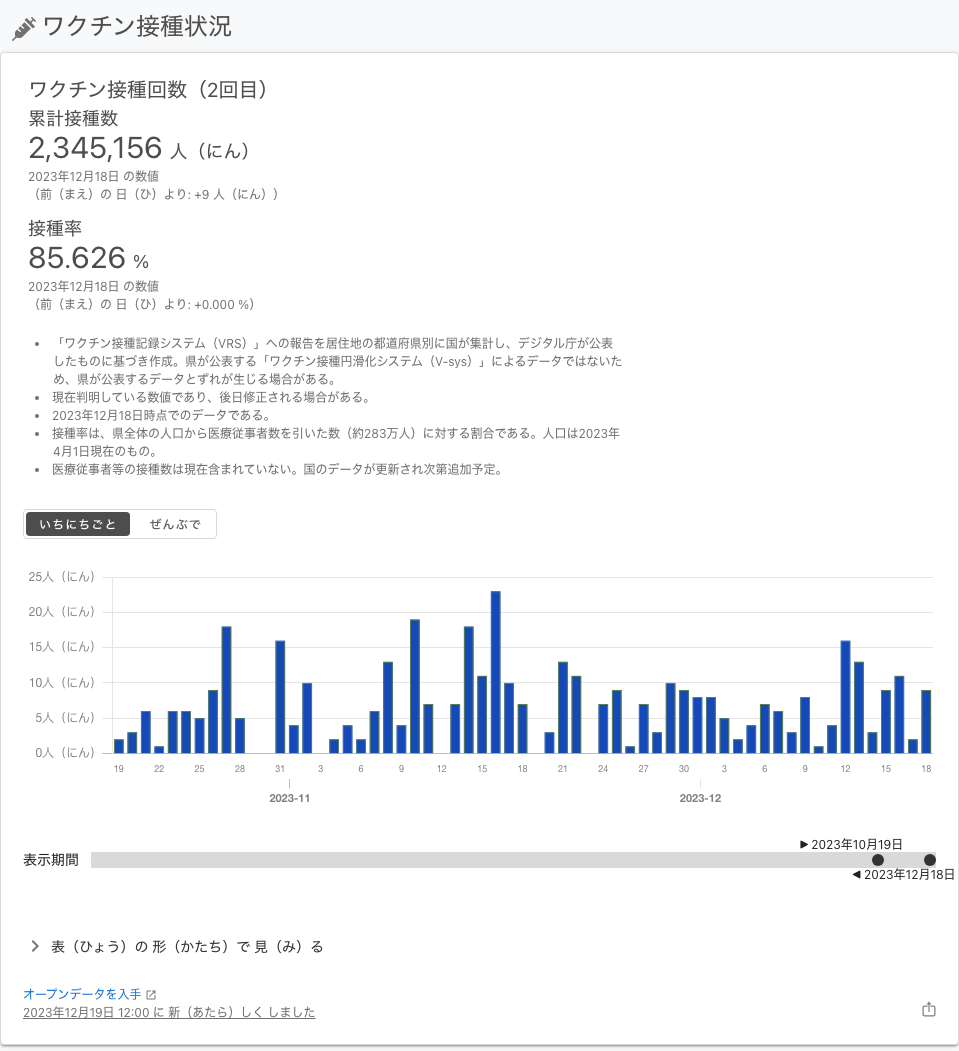 ワクチン接種状況
ワクチン接種回数（2回目）
累計接種数
2,345,156 人（にん）
2023年12月18日 の数値
（前（まえ）の 日（ひ）より: +9 人（にん））
接種率
85.626 %
2023年12月18日 の数値
（前（まえ）の 日（ひ）より: +0.000 %）
• 「ワクチン接種記録システム（VRS）」への報告を居住地の都道府県別に国が集計し、デジタル庁が公表
したものに基づき作成。県が公表する「ワクチン接種円滑化システム（V-sys）」によるデータではないた
め、県が公表するデータとずれが生じる場合がある。
• 現在判明している数値であり、後日修正される場合がある。
• 2023年12月18日時点でのデータである。
• 接種率は、県全体の人口から医療従事者数を引いた数（約283万人）に対する割合である。人口は2023年
4月1日現在のもの。
• 医療従事者等の接種数は現在含まれていない。国のデータが更新され次第追加予定。
いちにちごと ぜんぶで
25人（にん）
20人（にん）
15人（にん）
10人（にん）
5人（にん）
0人（にん）
19 22 25 28 31 3 6 9 12 15 18 21 24 27 30 3 6 9 12 15 18
2023-11 2023-12
▶ 2023年10月19日
表示期間
◀ 2023年12月18日
表（ひょう）の 形（かたち）で 見（み）る
オープンデータを入手
2023年12月19日 12:00 に 新（あたら）しく しました